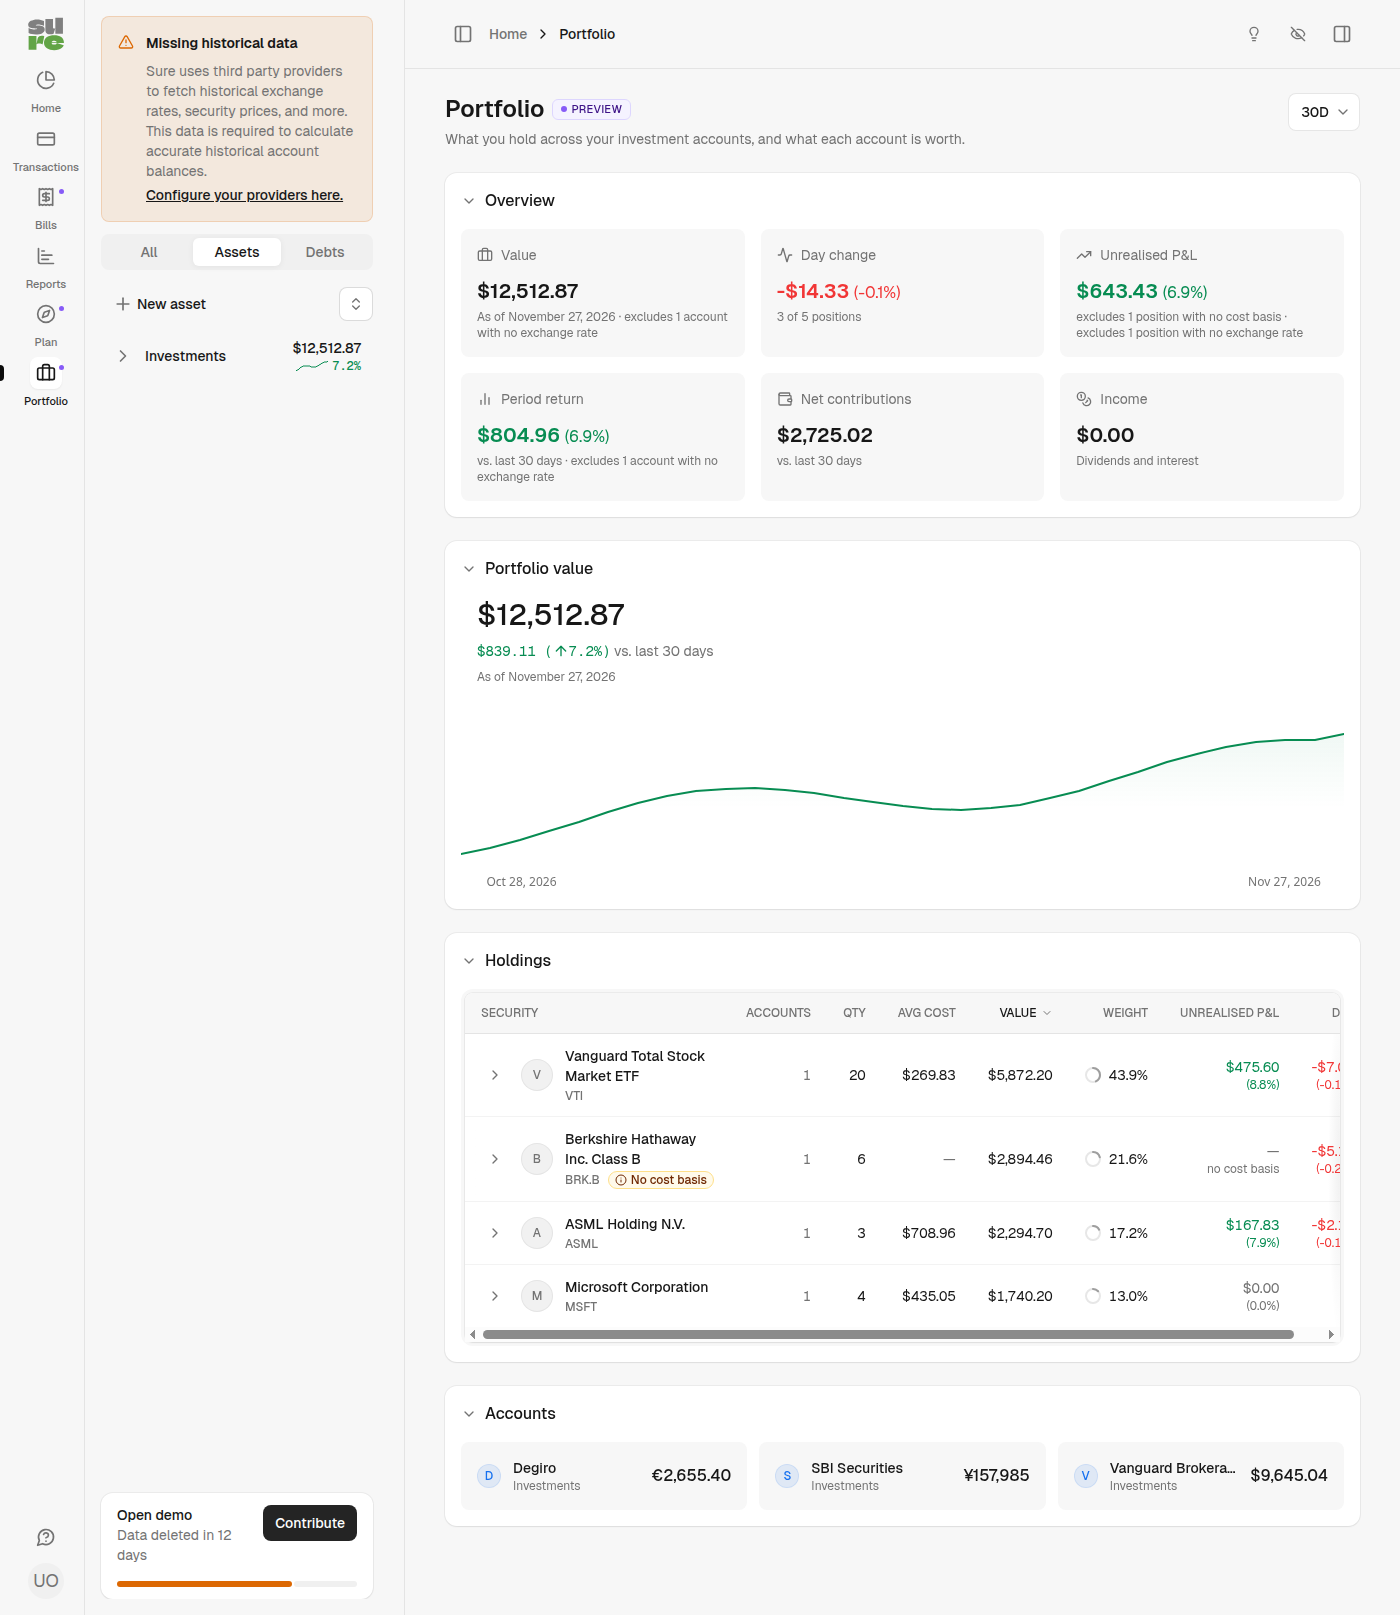 sure
Home
Transactions
Bills
Reports
Plan
Portfolio
UO
Missing historical data
Sure uses third party providers
to fetch historical exchange
rates, security prices, and more.
This data is required to calculate
accurate historical account
balances.
Configure your providers here.
All Assets Debts
New asset
Investments $12,512.87
7.2%
Open demo
Data deleted in 12
days
Contribute
Home Portfolio
Portfolio PREVIEW
What you hold across your investment accounts, and what each account is worth.
30D
Overview
Value
$12,512.87
As of November 27, 2026 · excludes 1 account
with no exchange rate
Day change
-$14.33 (-0.1%)
3 of 5 positions
Unrealised P&L
$643.43 (6.9%)
excludes 1 position with no cost basis ·
excludes 1 position with no exchange rate
Period return
$804.96 (6.9%)
vs. last 30 days · excludes 1 account with no
exchange rate
Net contributions
$2,725.02
vs. last 30 days
Income
$0.00
Dividends and interest
Portfolio value
$12,512.87
$839.11 (↑7.2%) vs. last 30 days
As of November 27, 2026
Oct 28, 2026 Nov 27, 2026
Holdings
SECURITY ACCOUNTS QTY AVG COST VALUE WEIGHT UNREALISED P&L D
V
Vanguard Total Stock
Market ETF
VTI
1 20 $269.83 $5,872.20 43.9%
$475.60
(8.8%)
-$7.0
(-0.1
B
Berkshire Hathaway
Inc. Class B
BRK.B No cost basis
1 6 — $2,894.46 21.6%
—
no cost basis
-$5.
(-0.2
A
ASML Holding N.V.
ASML
1 3 $708.96 $2,294.70 17.2%
$167.83
(7.9%)
-$2.
(-0.1
M
Microsoft Corporation
MSFT
1 4 $435.05 $1,740.20 13.0%
$0.00
(0.0%)
Accounts
D
Degiro
Investments
€2,655.40
S
SBI Securities
Investments
¥157,985
V
Vanguard Brokera...
Investments
$9,645.04